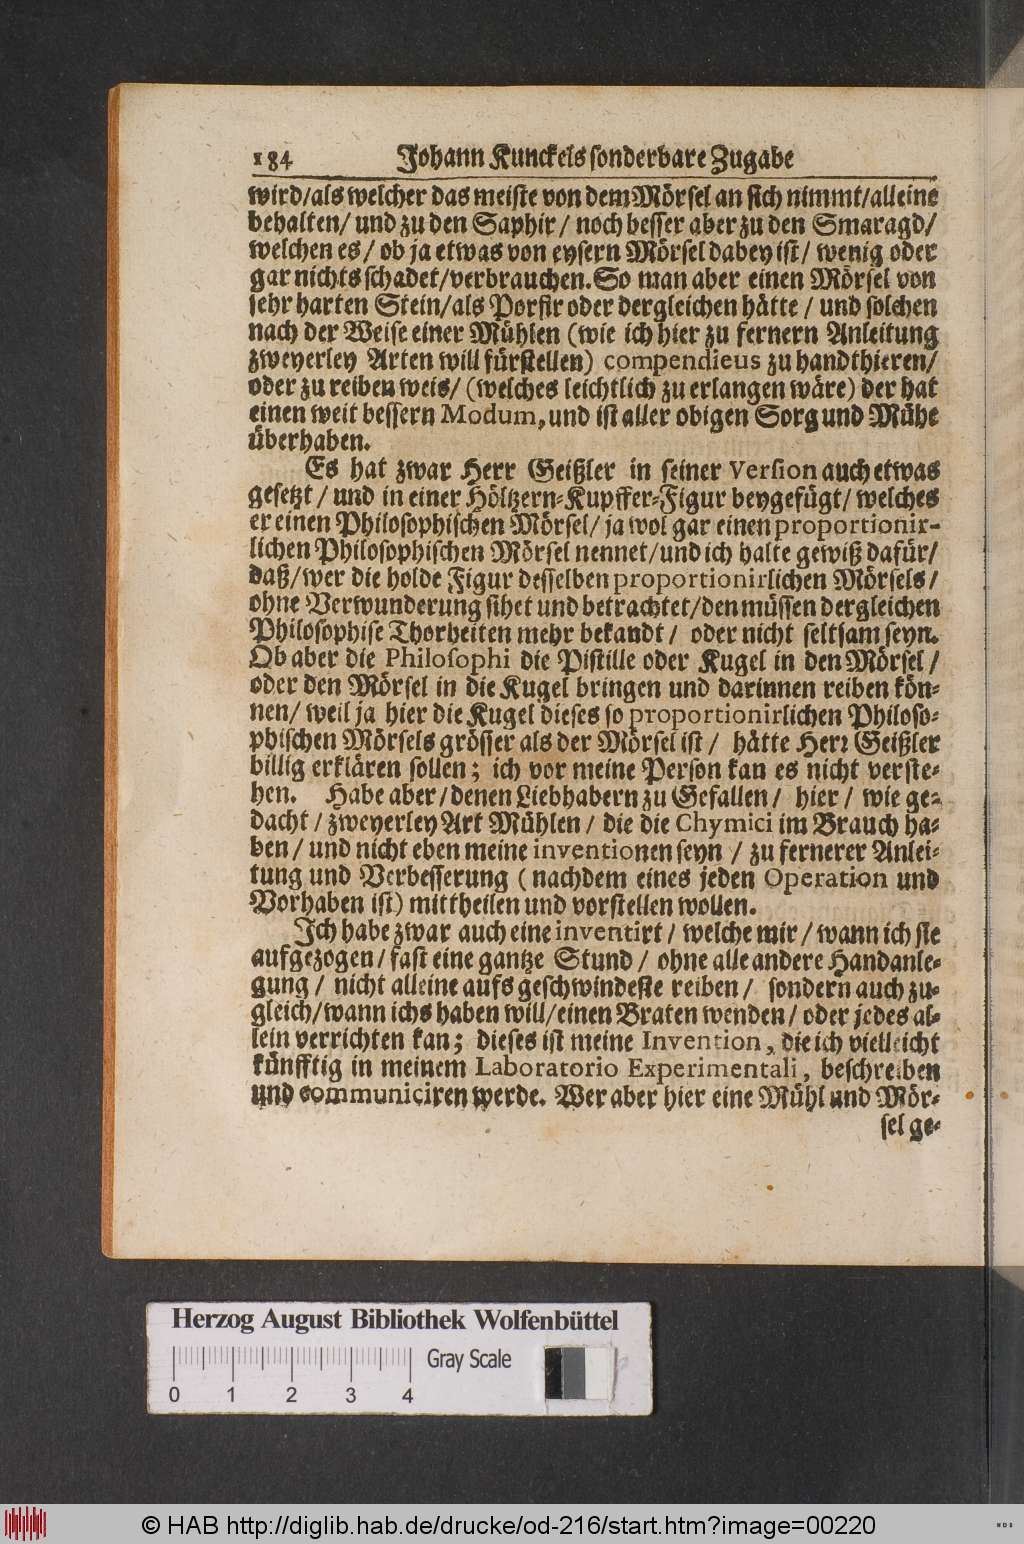 184 Johann Kunckels sonderbare Zugabe
wird/als welcher das meiste von dem Mörsel an sich nimmt/alleine
behalten/ und zu den Saphir / noch besser aber zu den Smaragd/
welchen es / ob ja etwas von eysern Mörsel dabey ist / wenig oder
gar nichts schadet/verbrauchen. So man aber einen Mörsel von
sehr harten Stein/als Porfir oder dergleichen hätte / und solchen
nach der Weise einer Mühlen (wie ich hier zu fernern Anleitung
zweyerley Arten will fürstellen) compendieus zu handthieren/
oder zu reiben weis/ (welches leichtlich zu erlangen wäre) der hat
einen weit bessern Modum, und ist aller obigen Sorg und Mühe
überhaben.
Es hat zwar Herr Geißler in seiner Version auch etwas
gesetzt / und in einer Höltzern-Kupffer-Figur beygefügt/ welches
er einen Philosophischen Mörsel/ ja wol gar einen proportionir-
lichen Philosophischen Mörsel nennet/und ich halte gewiß dafür/
daß/wer die holde Figur desselben proportionirlichen Mörsels /
ohne Verwunderung sihet und betrachtet/den müssen dergleichen
Philosophise Thorheiten mehr bekandt / oder nicht seltsam seyn.
Ob aber die Philosophi die Pistille oder Kugel in den Mörsel /
oder den Mörsel in die Kugel bringen und darinnen reiben kön-
nen/ weil ja hier die Kugel dieses so proportionirlichen Philoso-
phischen Mörsels grösser als der Mörsel ist / hätte Herr Geißler
billig erklären sollen; ich vor meine Person kan es nicht verste-
hen. Habe aber / denen Liebhabern zu Gefallen / hier / wie ge-
dacht / zweyerley Art Mühlen / die die Chymici im Brauch ha-
ben / und nicht eben meine inventionen seyn / zu fernerer Anlei-
tung und Verbesserung ( nachdem eines jeden Operation und
Vorhaben ist) mittheilen und vorstellen wollen.
Ich habe zwar auch eine inventirt / welche mir / wann ich sie
aufgezogen / fast eine gantze Stund / ohne alle andere Handanle-
gung / nicht alleine aufs geschwindeste reiben / sondern auch zu-
gleich/wann ichs haben will/einen Braten wenden / oder jedes al-
lein verrichten kan; dieses ist meine Invention, die ich vielleicht
künfftig in meinem Laboratorio Experimentali, beschreiben
und communiciren werde. Wer aber hier eine Mühl und Mör-
sel ge-
Herzog August Bibliothek Wolfenbüttel
Gray Scale
0 1 2 3 4
© HAB http://diglib.hab.de/drucke/od-216/start.htm?image=00220